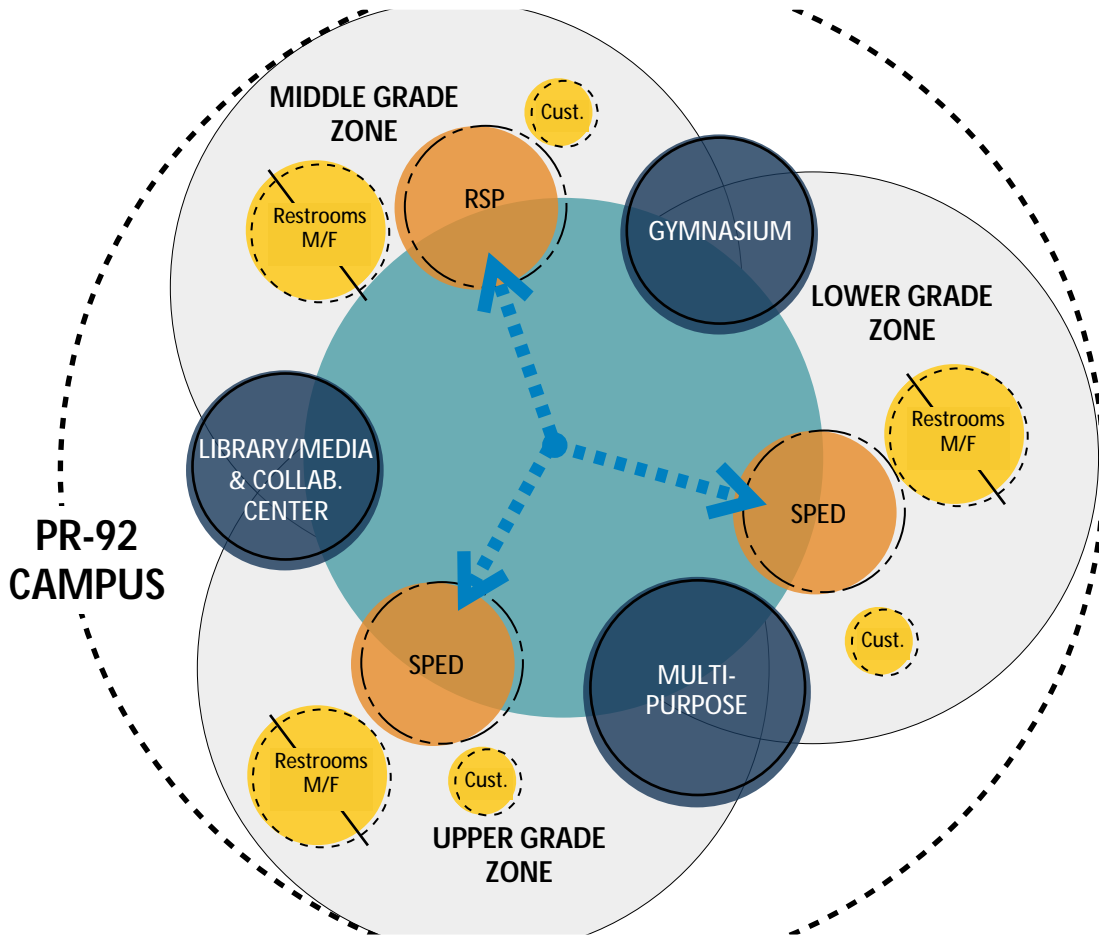 MIDDLE GRADE
ZONE
Cust.
RSP
Restrooms
M/F
GYMNASIUM
LOWER GRADE
ZONE
Restrooms
M/F
LIBRARY/MEDIA
& COLLAB.
CENTER
SPED
PR-92
CAMPUS
Cust.
SPED
MULTI-
PURPOSE
Restrooms
M/F
Cust.
UPPER GRADE
ZONE